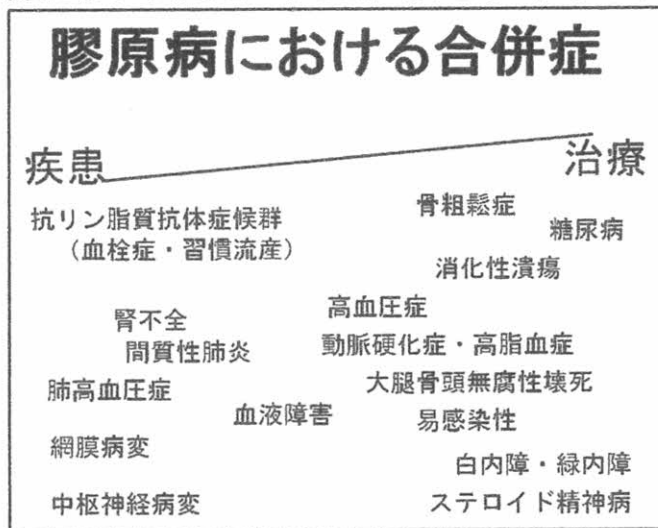 膠原病における合併症
疾患
治療
抗リン脂質抗体症候群
（血栓症・習慣流産）
骨粗鬆症
糖尿病
消化性潰瘍
高血圧症
腎不全
間質性肺炎
動脈硬化症・高脂血症
肺高血圧症
大腿骨頭無腐性壊死
血液障害
易感染性
網膜病変
白内障・緑内障
中枢神経病変
ステロイド精神病